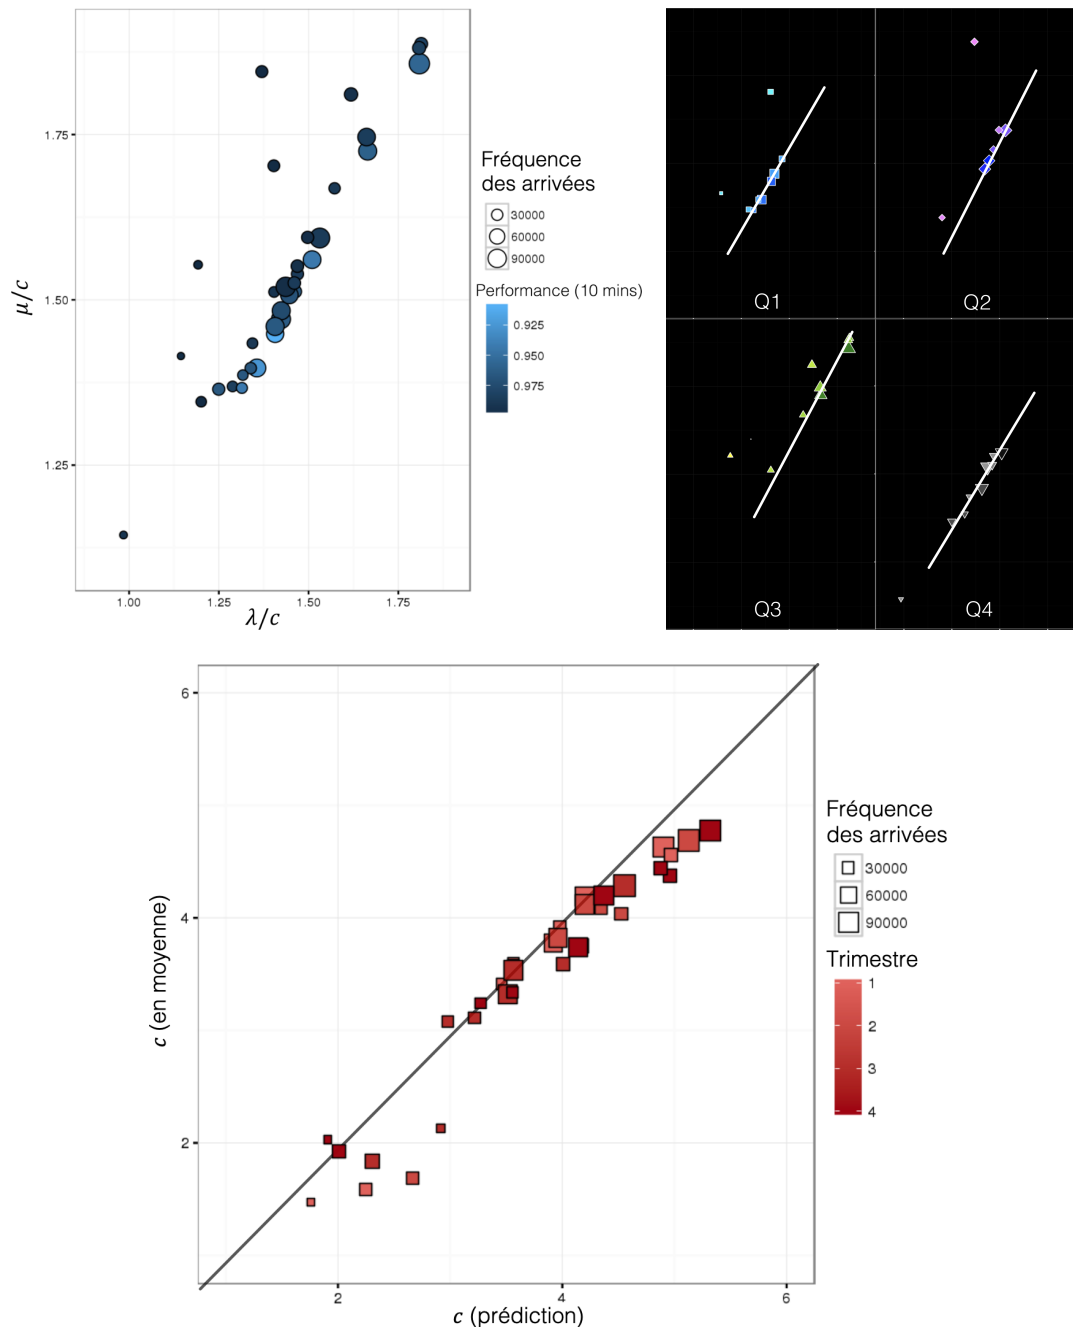 μ/c
1.75
1.50
1.25
1.00
1.25
1.50
1.75
λ/c
Fréquence
des arrivées
30000
60000
90000
Performance (10 mins)
0.925
0.950
0.975
Q1
Q2
Q3
Q4
c (en moyenne)
6
4
2
2
4
6
c (prédiction)
Fréquence
des arrivées
30000
60000
90000
Trimestre
1
2
3
4